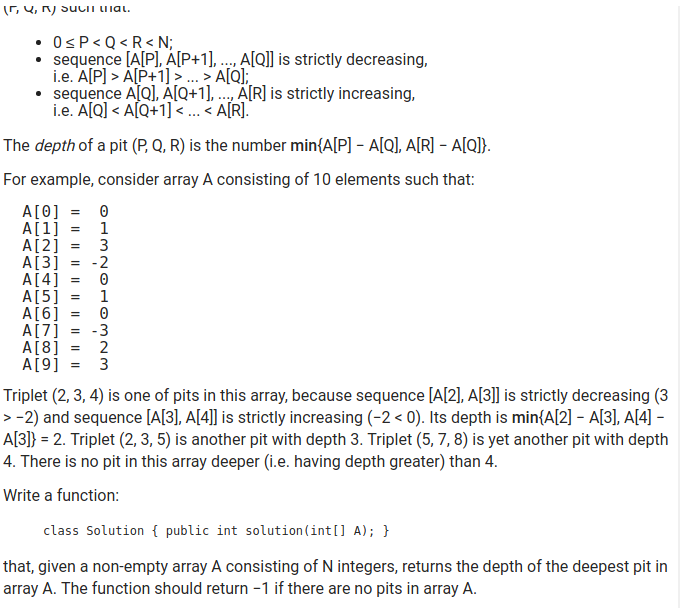 (P, Q, R) such that:
0 ≤ P < Q < R < N;
sequence [A[P], A[P+1], ..., A[Q]] is strictly decreasing,
i.e. A[P] > A[P+1] > ... > A[Q];
sequence A[Q], A[Q+1], ..., A[R] is strictly increasing,
i.e. A[Q] < A[Q+1] < ... < A[R].
The depth of a pit (P, Q, R) is the number min{A[P] − A[Q], A[R] − A[Q]}.
For example, consider array A consisting of 10 elements such that:
A[0] = 0
A[1] = 1
A[2] = 3
A[3] = -2
A[4] = 0
A[5] = 1
A[6] = 0
A[7] = -3
A[8] = 2
A[9] = 3
Triplet (2, 3, 4) is one of pits in this array, because sequence [A[2], A[3]] is strictly decreasing (3
> −2) and sequence [A[3], A[4]] is strictly increasing (−2 < 0). Its depth is min{A[2] − A[3], A[4] −
A[3]} = 2. Triplet (2, 3, 5) is another pit with depth 3. Triplet (5, 7, 8) is yet another pit with depth
4. There is no pit in this array deeper (i.e. having depth greater) than 4.
Write a function:
class Solution { public int solution(int[] A); }
that, given a non-empty array A consisting of N integers, returns the depth of the deepest pit in
array A. The function should return −1 if there are no pits in array A.